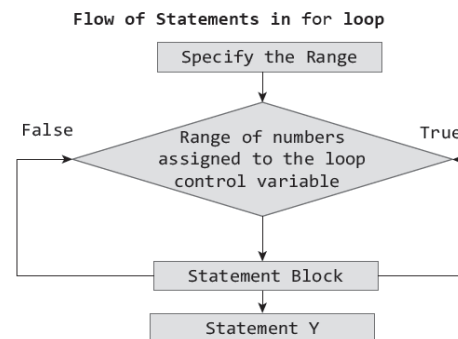 Flow of Statements in for loop
Specify the Range
False
True
Range of numbers
assigned to the loop
control variable
Statement Block
Statement Y